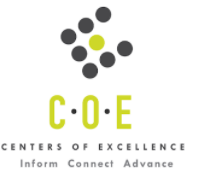 C·O·E
CENTERS OF EXCELLENCE
Inform Connect Advance